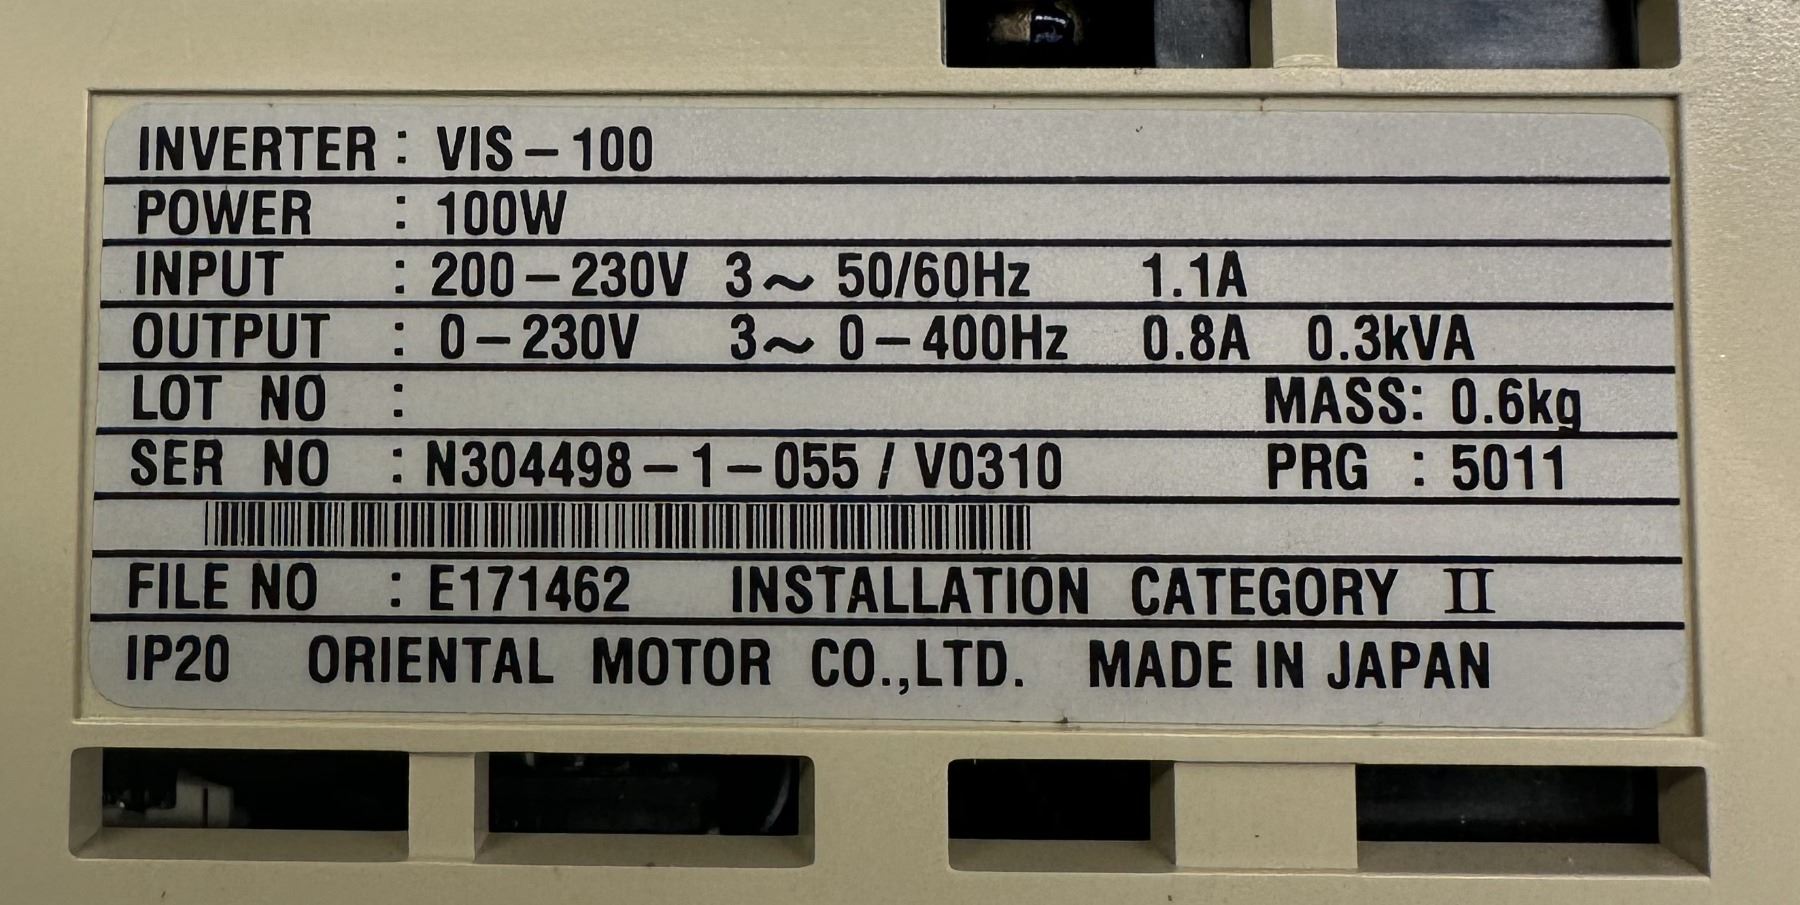 INVERTER : VIS-100
POWER : 100W
INPUT : 200-230V 3~ 50/60Hz 1.1A
OUTPUT : 0-230V 3~ 0-400Hz 0.8A 0.3kVA
LOT NO : MASS: 0.6kg
SER NO : N304498-1-055 / V0310 PRG : 5011
FILE NO : E171462 INSTALLATION CATEGORY II
IP20 ORIENTAL MOTOR CO.,LTD. MADE IN JAPAN